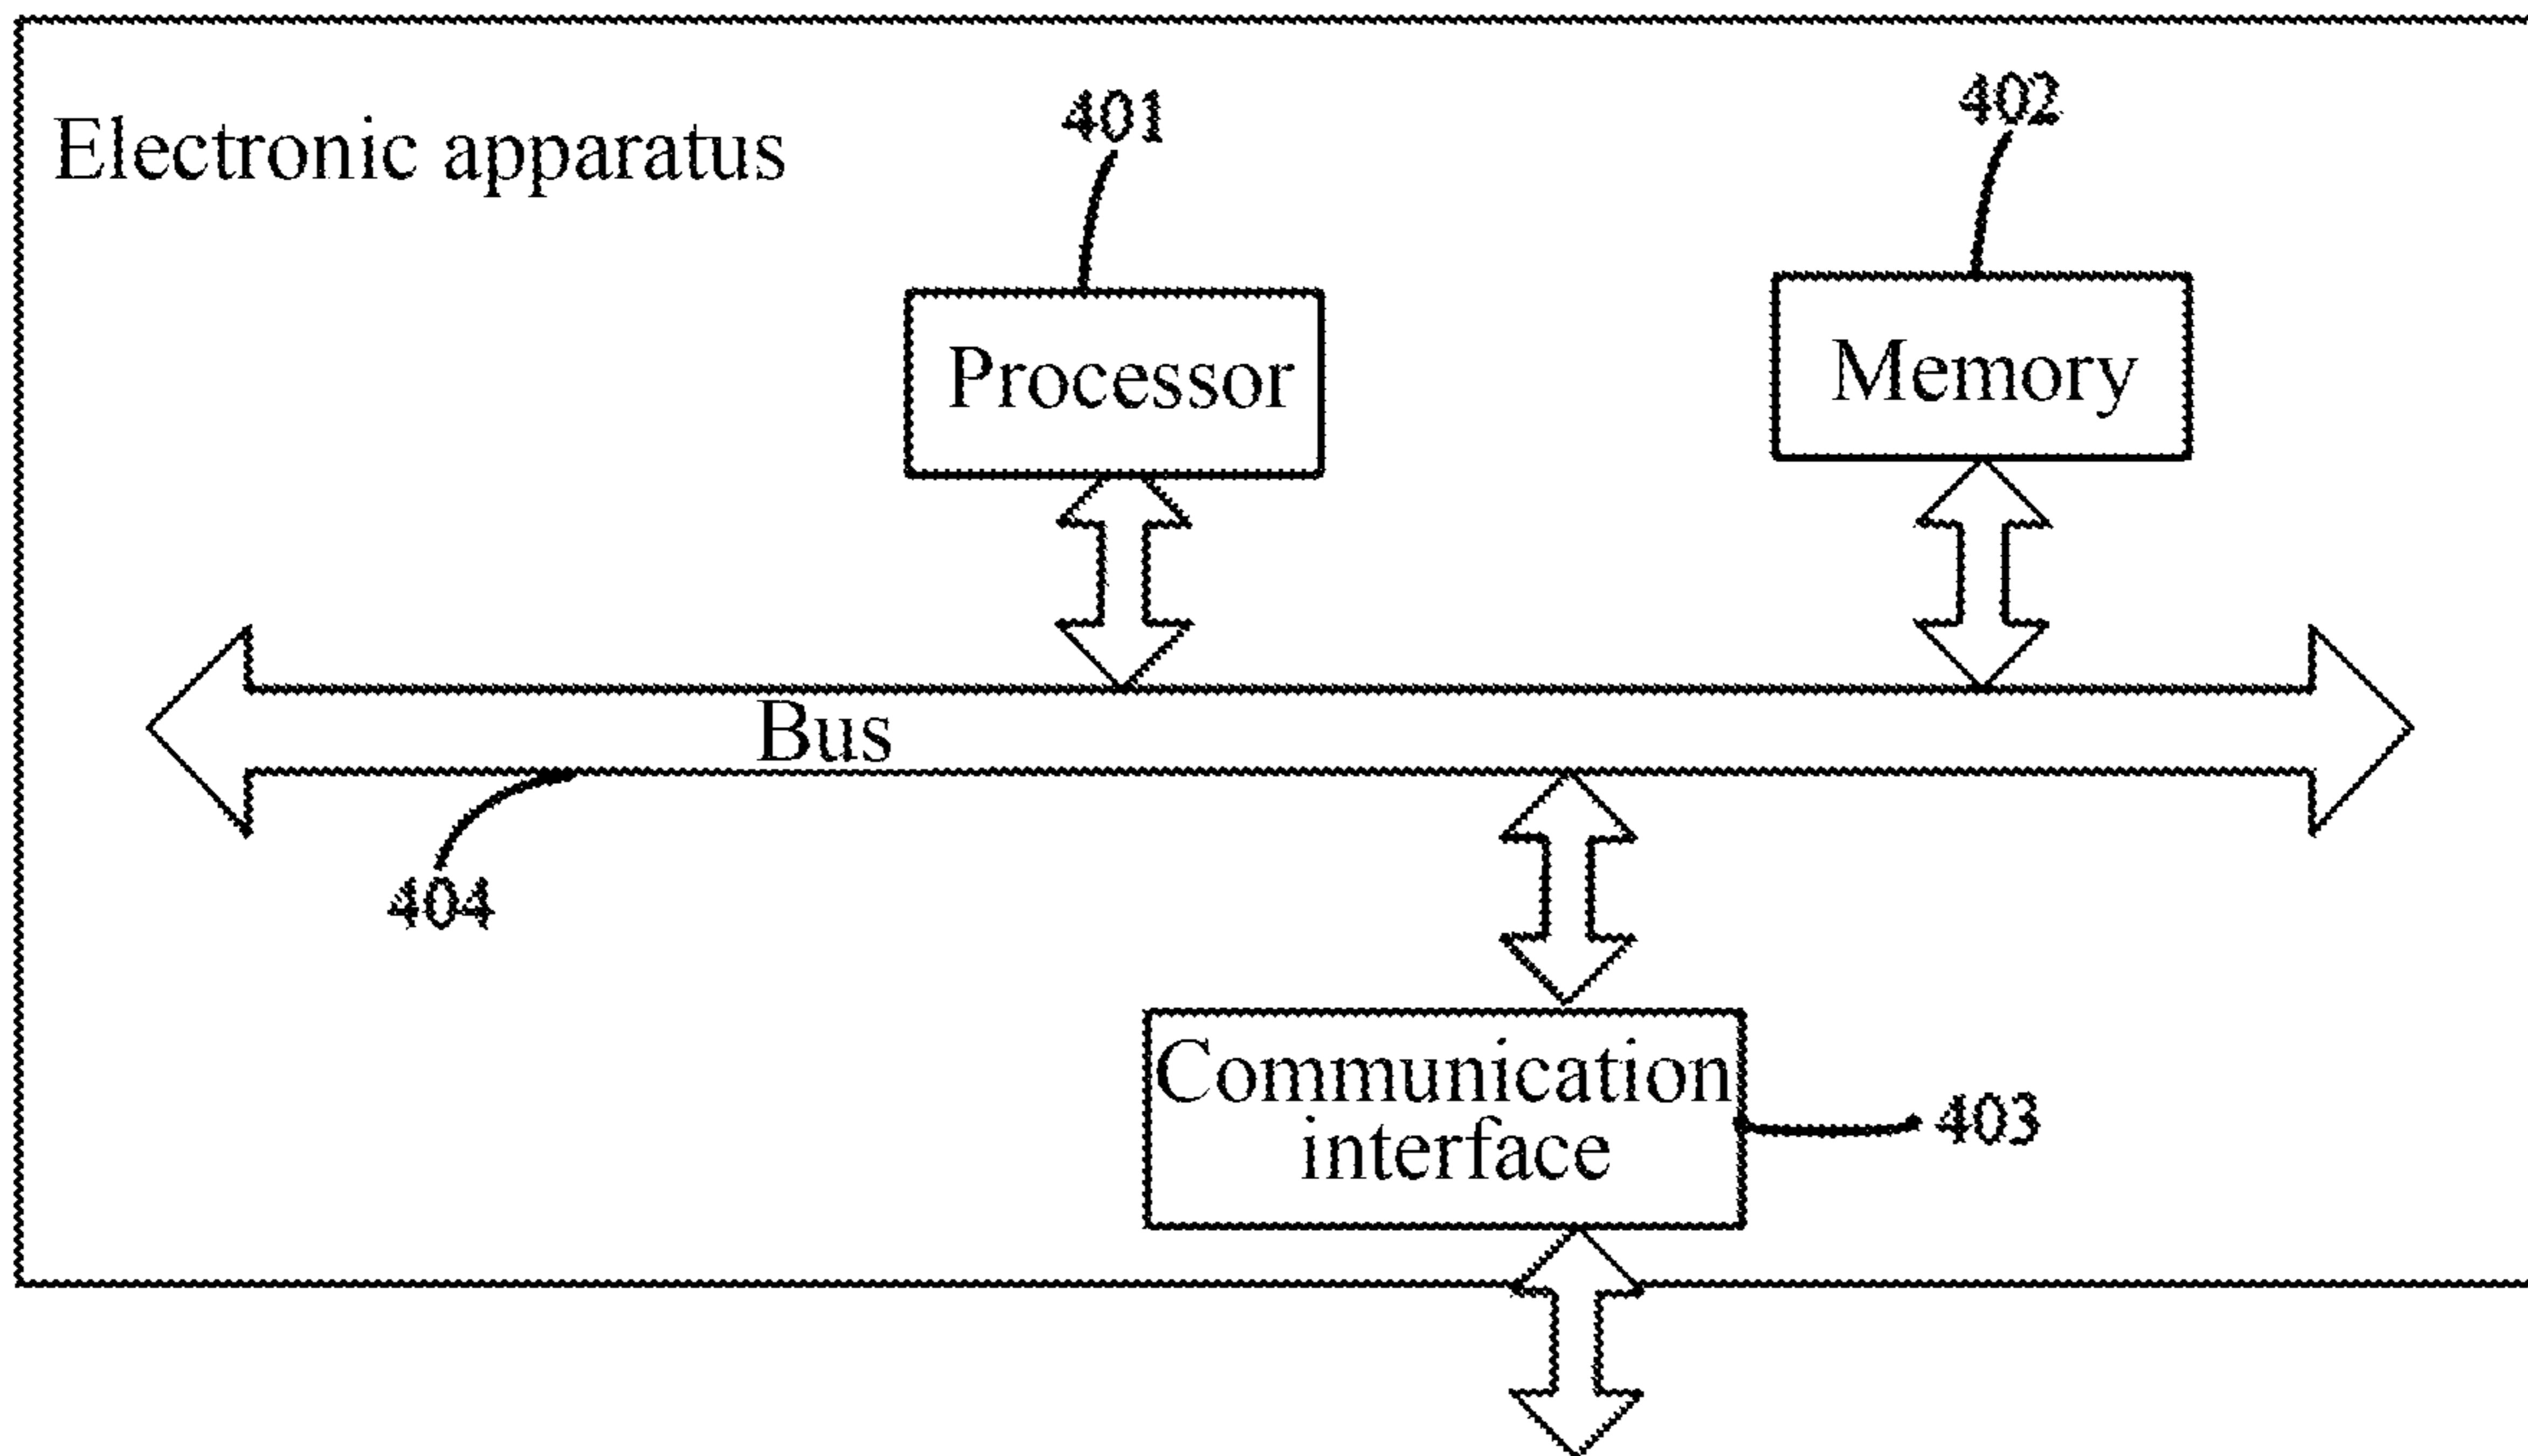 401
402
Electronic apparatus
Processor
Memory
Bus
404
Communication
interface
403